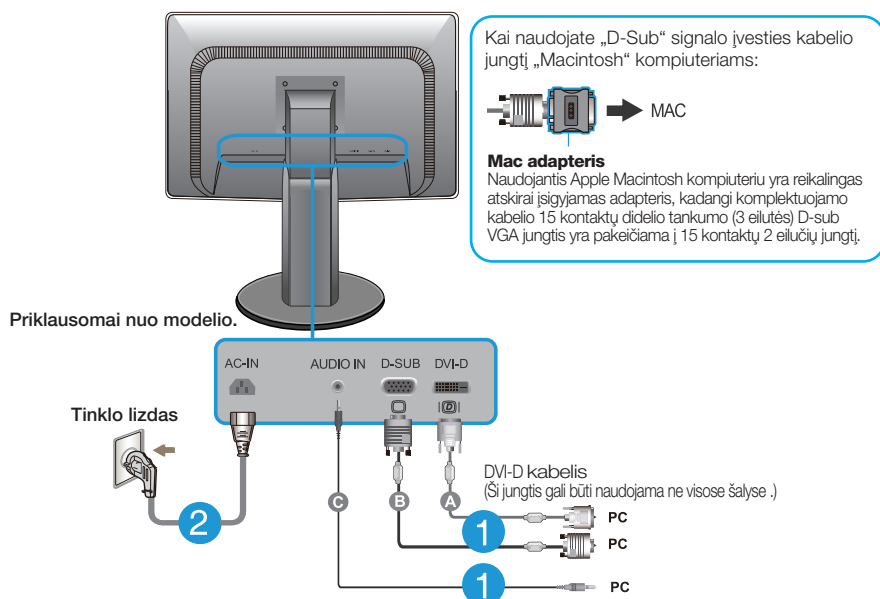 Kai naudojate „D-Sub“ signalo įvesties kabelio
jungtį „Macintosh“ kompiuteriams:
MAC
Mac adapteris
Naudojantis Apple Macintosh kompiuteriu yra reikalingas
atskirai įsigyjamas adapteris, kadangi komplektuojamo
kabelio 15 kontaktų didelio tankumo (3 eilutės) D-sub
VGA jungtis yra pakeičiama į 15 kontaktų 2 eilučių jungtį.
Priklausomai nuo modelio.
AC-IN AUDIO IN D-SUB DVI-D
D
Tinklo lizdas
DVI-D kabelis
(Ši jungtis gali būti naudojama ne visose šalyse .)
C B A
1 PC
2
1 PC
1 PC